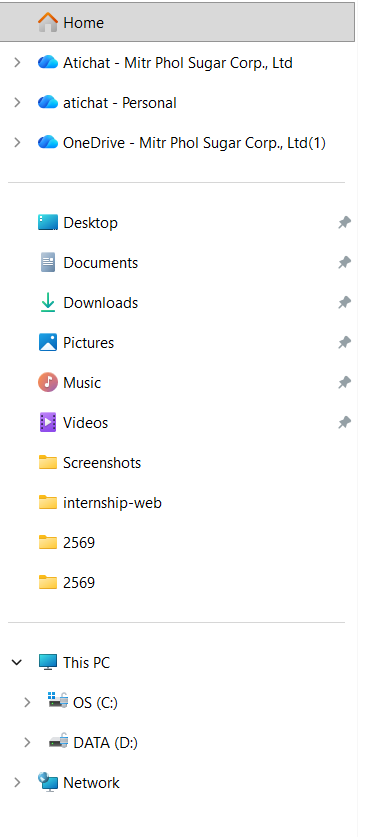 Home
Atichat - Mitr Phol Sugar Corp., Ltd
atichat - Personal
OneDrive - Mitr Phol Sugar Corp., Ltd(1)
Desktop
Documents
Downloads
Pictures
Music
Videos
Screenshots
internship-web
2569
2569
This PC
OS (C:)
DATA (D:)
Network